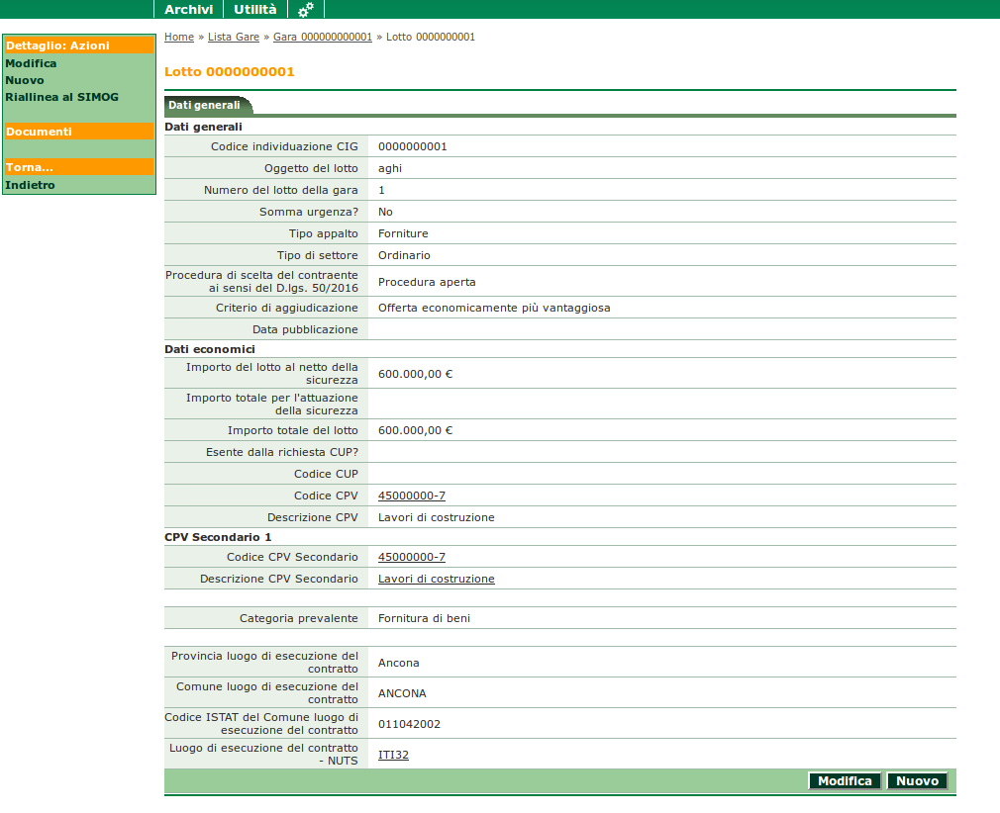 Archivi Utilità
Home » Lista Gare » Gara 000000000001 » Lotto 0000000001
Dettaglio: Azioni
Modifica
Nuovo
Riallinea al SIMOG
Documenti
Torna...
Indietro
Lotto 0000000001
Dati generali
Dati generali
Codice individuazione CIG 0000000001
Oggetto del lotto aghi
Numero del lotto della gara 1
Somma urgenza? No
Tipo appalto Forniture
Tipo di settore Ordinario
Procedura di scelta del contraente
ai sensi del D.lgs. 50/2016 Procedura aperta
Criterio di aggiudicazione Offerta economicamente più vantaggiosa
Data pubblicazione
Dati economici
Importo del lotto al netto della
sicurezza 600.000,00 €
Importo totale per l'attuazione
della sicurezza
Importo totale del lotto 600.000,00 €
Esente dalla richiesta CUP?
Codice CUP
Codice CPV 45000000-7
Descrizione CPV Lavori di costruzione
CPV Secondario 1
Codice CPV Secondario 45000000-7
Descrizione CPV Secondario Lavori di costruzione
Categoria prevalente Fornitura di beni
Provincia luogo di esecuzione del
contratto Ancona
Comune luogo di esecuzione del
contratto ANCONA
Codice ISTAT del Comune luogo di
esecuzione del contratto 011042002
Luogo di esecuzione del contratto
- NUTS ITI32
Modifica Nuovo